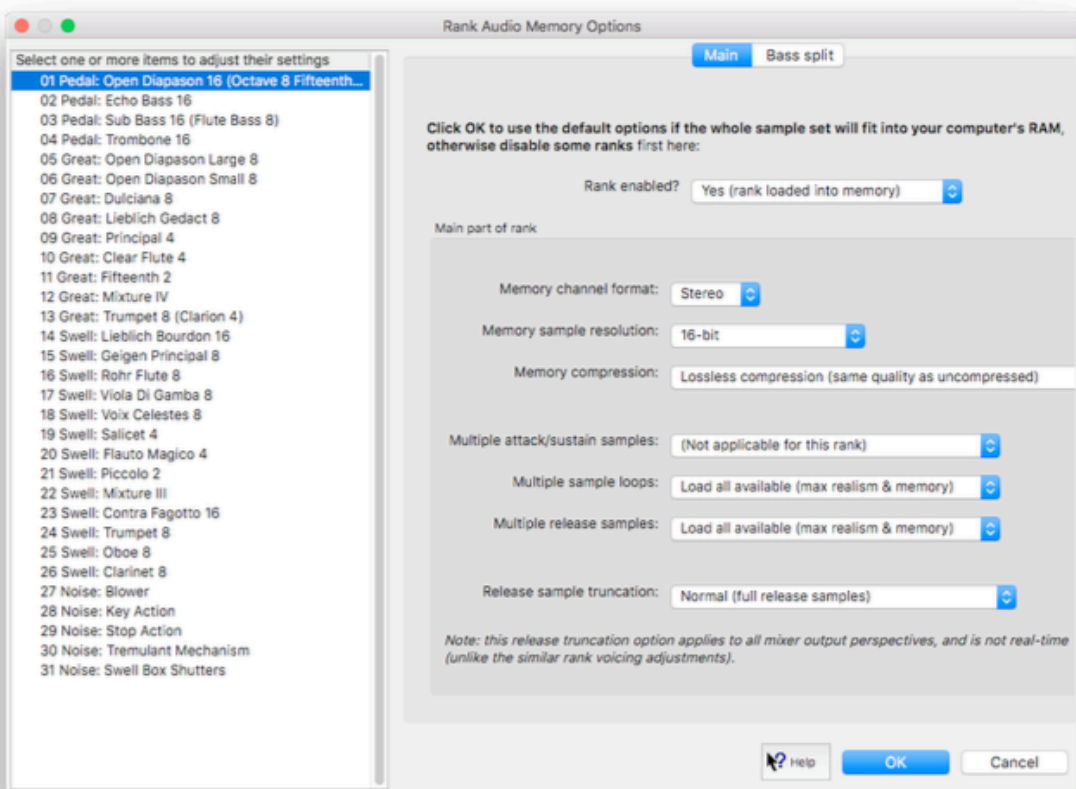 Rank Audio Memory Options
Select one or more items to adjust their settings
01 Pedal: Open Diapason 16 (Octave 8 Fifteenth...
02 Pedal: Echo Bass 16
03 Pedal: Sub Bass 16 (Flute Bass 8)
04 Pedal: Trombone 16
05 Great: Open Diapason Large 8
06 Great: Open Diapason Small 8
07 Great: Dulciana 8
08 Great: Lieblich Gedact 8
09 Great: Principal 4
10 Great: Clear Flute 4
11 Great: Fifteenth 2
12 Great: Mixture IV
13 Great: Trumpet 8 (Clarion 4)
14 Swell: Lieblich Bourdon 16
15 Swell: Geigen Principal 8
16 Swell: Rohr Flute 8
17 Swell: Viola Di Gamba 8
18 Swell: Voix Celestes 8
19 Swell: Salicet 4
20 Swell: Flauto Magico 4
21 Swell: Piccolo 2
22 Swell: Mixture III
23 Swell: Contra Fagotto 16
24 Swell: Trumpet 8
25 Swell: Oboe 8
26 Swell: Clarinet 8
27 Noise: Blower
28 Noise: Key Action
29 Noise: Stop Action
30 Noise: Tremulant Mechanism
31 Noise: Swell Box Shutters
Main Bass split
Click OK to use the default options if the whole sample set will fit into your computer's RAM,
otherwise disable some ranks first here:
Rank enabled? Yes (rank loaded into memory)
Main part of rank
Memory channel format: Stereo
Memory sample resolution: 16-bit
Memory compression: Lossless compression (same quality as uncompressed)
Multiple attack/sustain samples: (Not applicable for this rank)
Multiple sample loops: Load all available (max realism & memory)
Multiple release samples: Load all available (max realism & memory)
Release sample truncation: Normal (full release samples)
Note: this release truncation option applies to all mixer output perspectives, and is not real-time
(unlike the similar rank voicing adjustments).
? Help OK Cancel